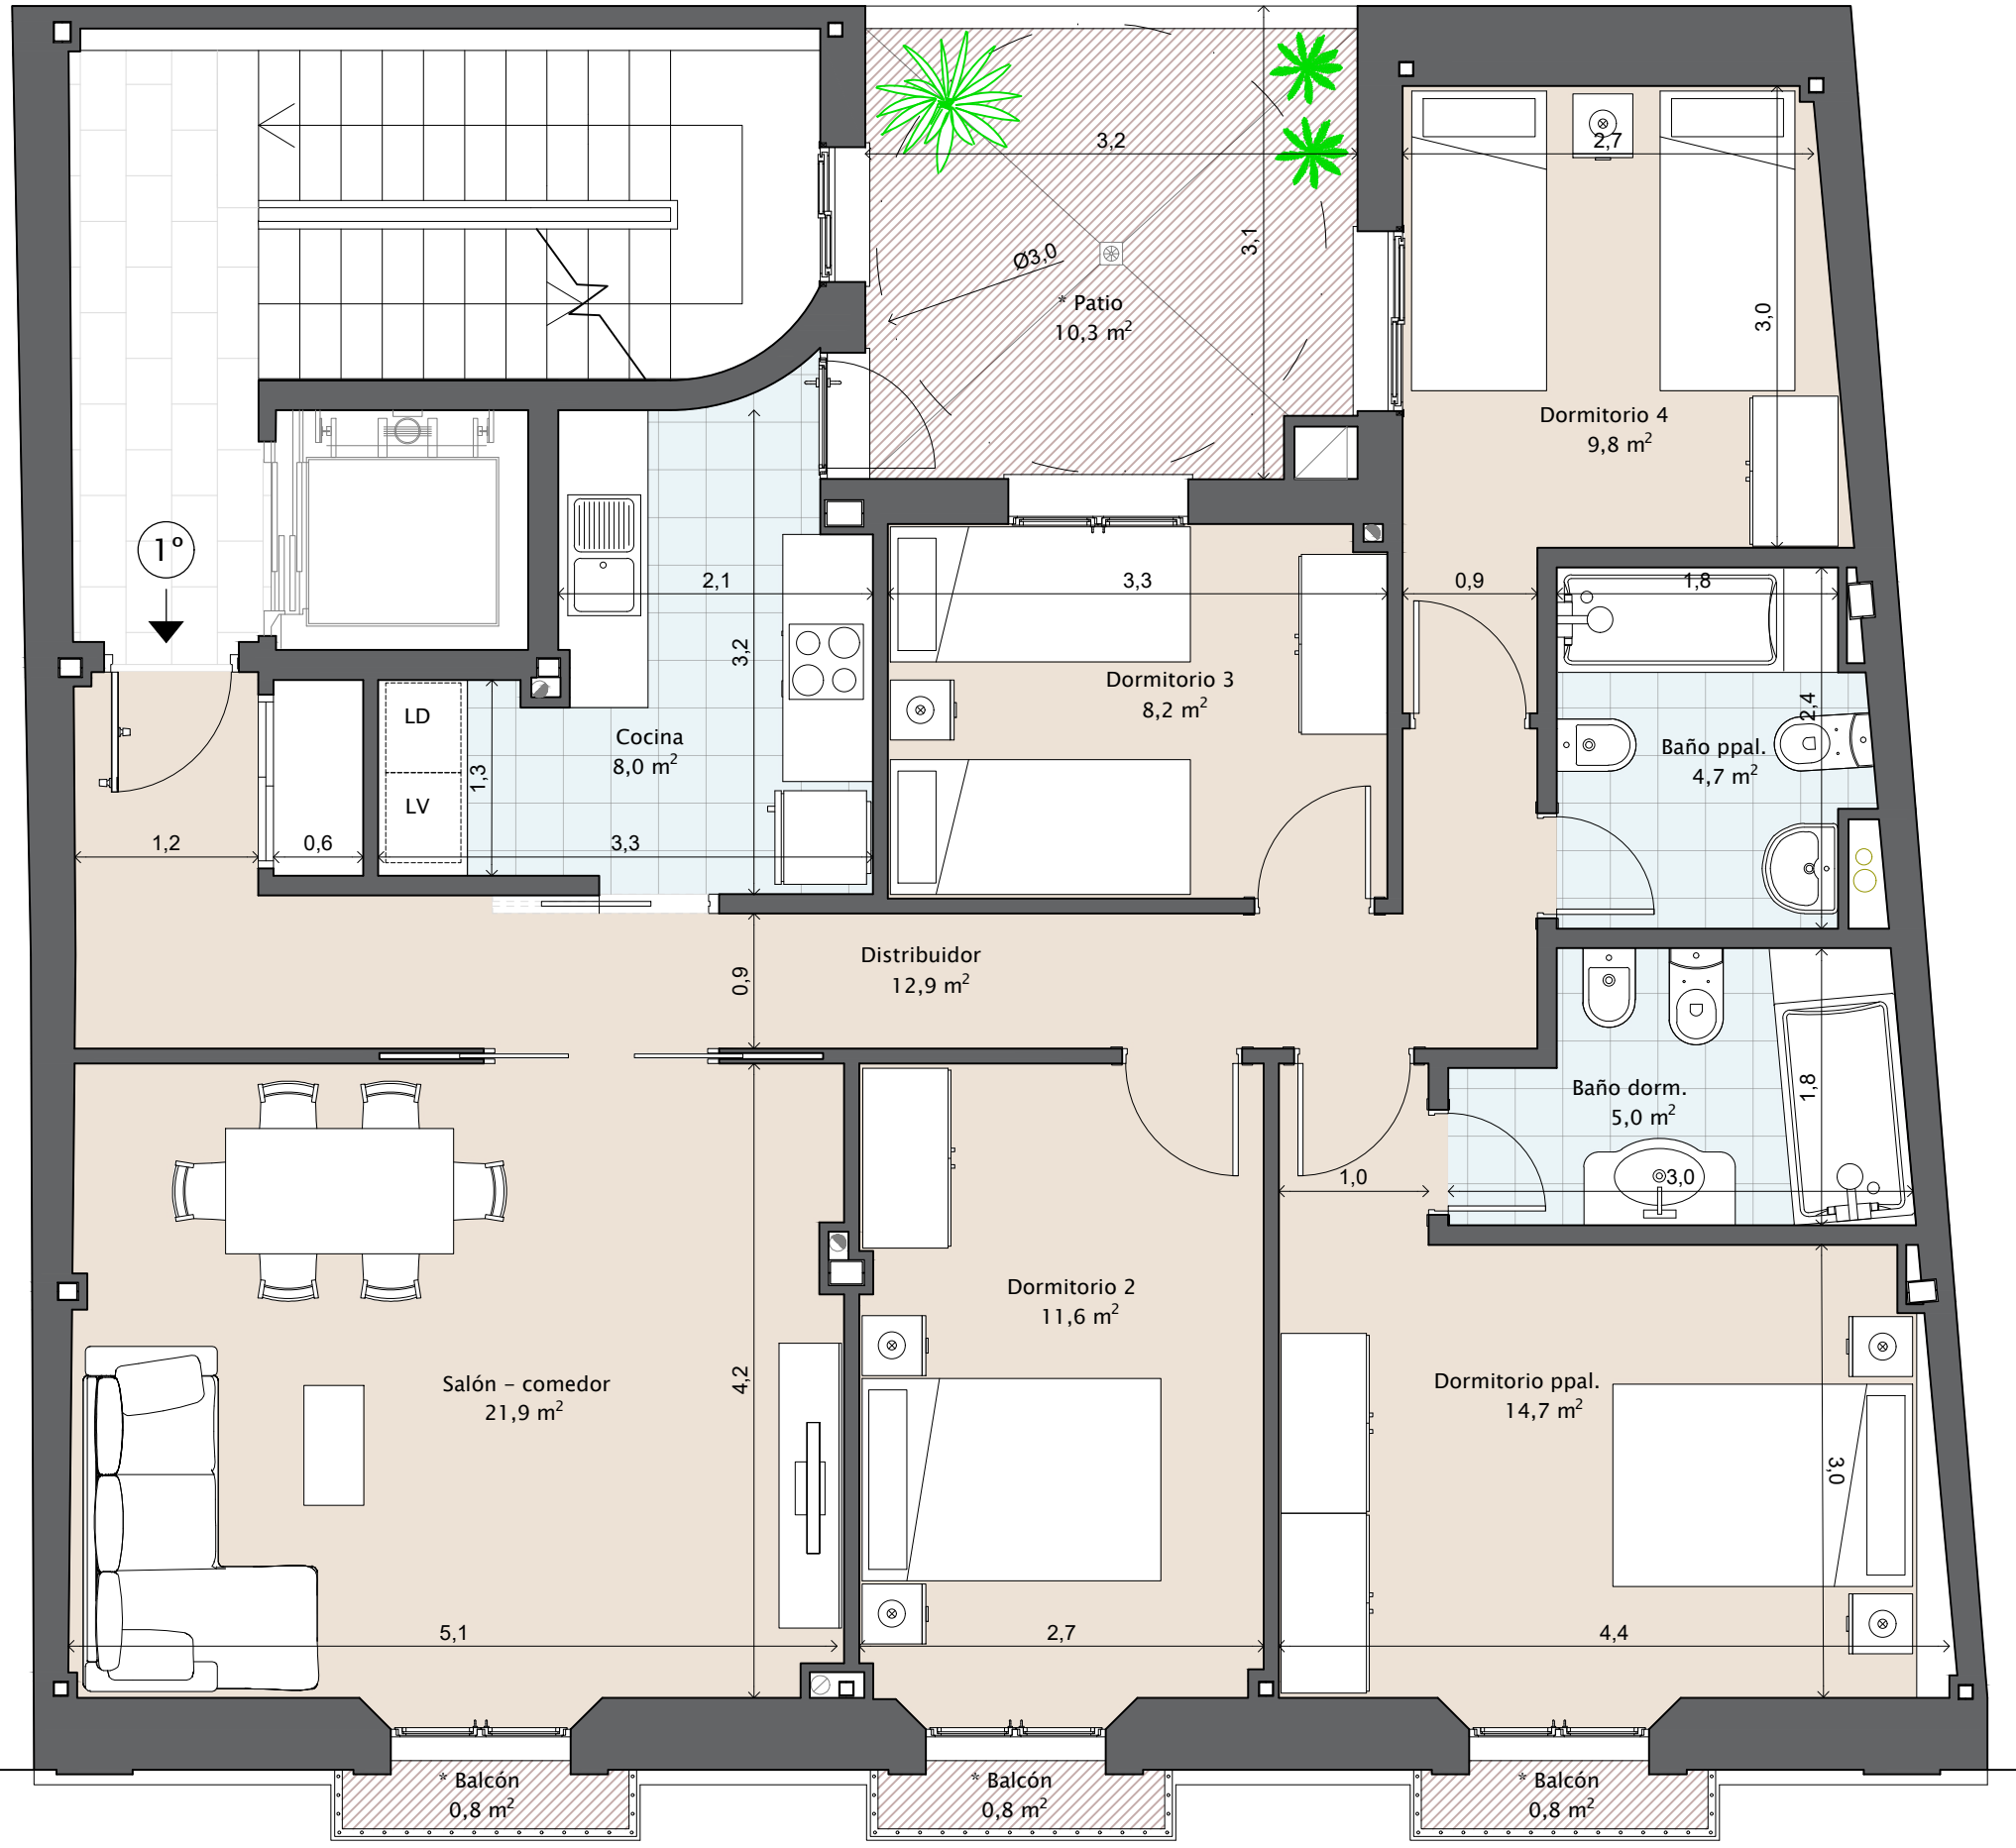 3,2
2,7
Ø3,0
3,1
* Patio
10,3 m²
3,0
Dormitorio 4
9,8 m²
1º
2,1
3,3
0,9
1,8
3,2
Dormitorio 3
8,2 m²
LD
LV
Cocina
8,0 m²
1,3
2,4
Baño ppal.
4,7 m²
1,2
0,6
3,3
Distribuidor
12,9 m²
0,9
Baño dorm.
5,0 m²
1,8
1,0
3,0
Dormitorio 2
11,6 m²
Salón - comedor
21,9 m²
4,2
Dormitorio ppal.
14,7 m²
3,0
5,1
2,7
4,4
* Balcón
0,8 m²
* Balcón
0,8 m²
* Balcón
0,8 m²